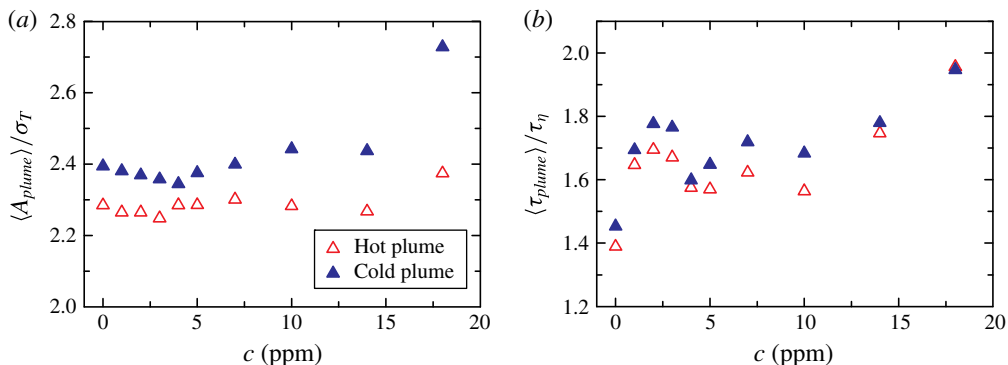 (a)
2.8
2.6
2.4
2.2
2.0
⟨A_plume⟩/σ_T
0 5 10 15 20
c (ppm)
Hot plume
Cold plume
(b)
2.0
1.8
1.6
1.4
1.2
⟨τ_plume⟩/τ_η
0 5 10 15 20
c (ppm)